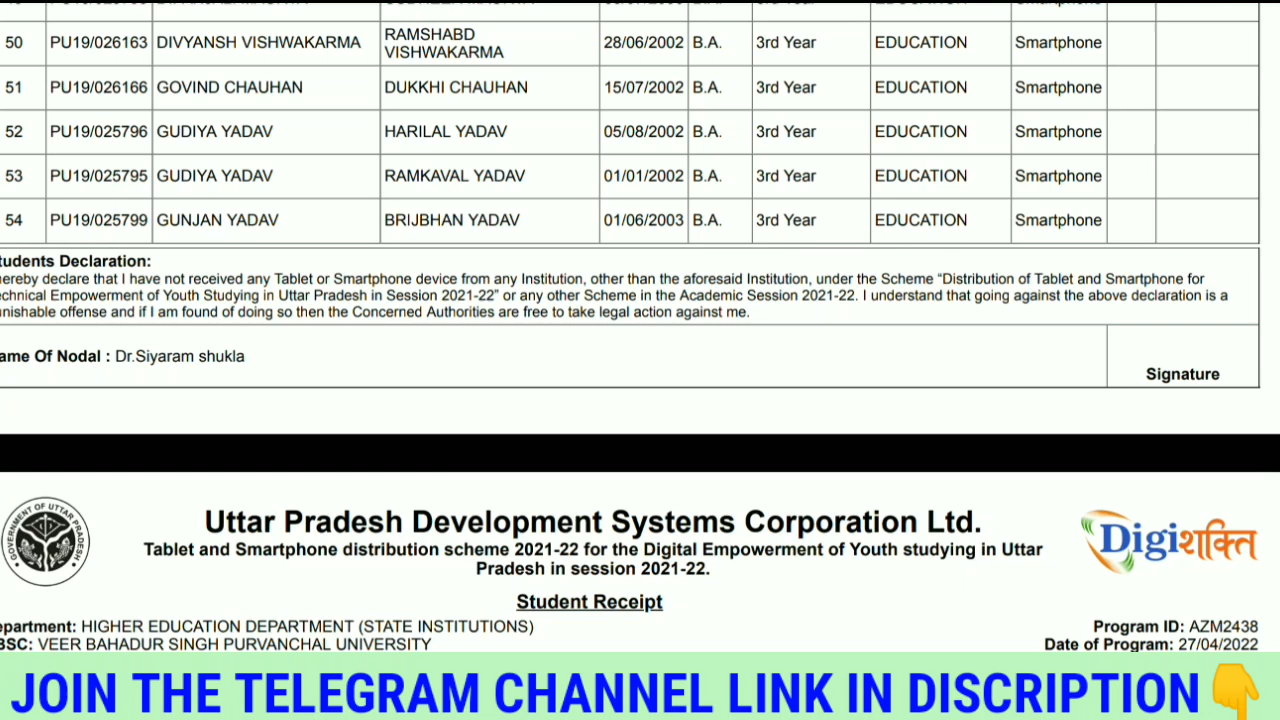 50 PU19/026163 DIVYANSH VISHWAKARMA RAMSHABD VISHWAKARMA 28/06/2002 B.A. 3rd Year EDUCATION Smartphone
51 PU19/026166 GOVIND CHAUHAN DUKKHI CHAUHAN 15/07/2002 B.A. 3rd Year EDUCATION Smartphone
52 PU19/025796 GUDIYA YADAV HARILAL YADAV 05/08/2002 B.A. 3rd Year EDUCATION Smartphone
53 PU19/025795 GUDIYA YADAV RAMKAVAL YADAV 01/01/2002 B.A. 3rd Year EDUCATION Smartphone
54 PU19/025799 GUNJAN YADAV BRIJBHAN YADAV 01/06/2003 B.A. 3rd Year EDUCATION Smartphone
tudents Declaration:
ereby declare that I have not received any Tablet or Smartphone device from any Institution, other than the aforesaid Institution, under the Scheme “Distribution of Tablet and Smartphone for
echnical Empowerment of Youth Studying in Uttar Pradesh in Session 2021-22” or any other Scheme in the Academic Session 2021-22. I understand that going against the above declaration is a
nishable offense and if I am found of doing so then the Concerned Authorities are free to take legal action against me.
ame Of Nodal : Dr.Siyaram shukla
Signature
GOVERNMENT OF UTTAR PRADESH
Uttar Pradesh Development Systems Corporation Ltd.
Digiशक्ति
Tablet and Smartphone distribution scheme 2021-22 for the Digital Empowerment of Youth studying in Uttar
Pradesh in session 2021-22.
Student Receipt
epartment: HIGHER EDUCATION DEPARTMENT (STATE INSTITUTIONS) Program ID: AZM2438
BSC: VEER BAHADUR SINGH PURVANCHAL UNIVERSITY Date of Program: 27/04/2022
JOIN THE TELEGRAM CHANNEL LINK IN DISCRIPTION